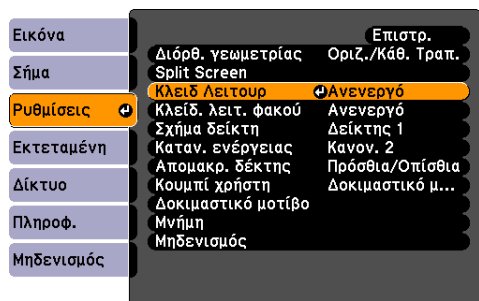 Εικόνα
Σήμα
Ρυθμίσεις
Εκτεταμένη
Δίκτυο
Πληροφ.
Μηδενισμός
Επιστρ.
Διόρθ. γεωμετρίας Οριζ./Κάθ. Τραπ.
Split Screen
Κλειδ Λειτουρ Ανενεργό
Κλείδ. λειτ. φακού Ανενεργό
Σχήμα δείκτη Δείκτης 1
Καταν. ενέργειας Κανον. 2
Απομακρ. δέκτης Πρόσθια/Οπίσθια
Κουμπί χρήστη Δοκιμαστικό μ...
Δοκιμαστικό μοτίβο
Μνήμη
Μηδενισμός